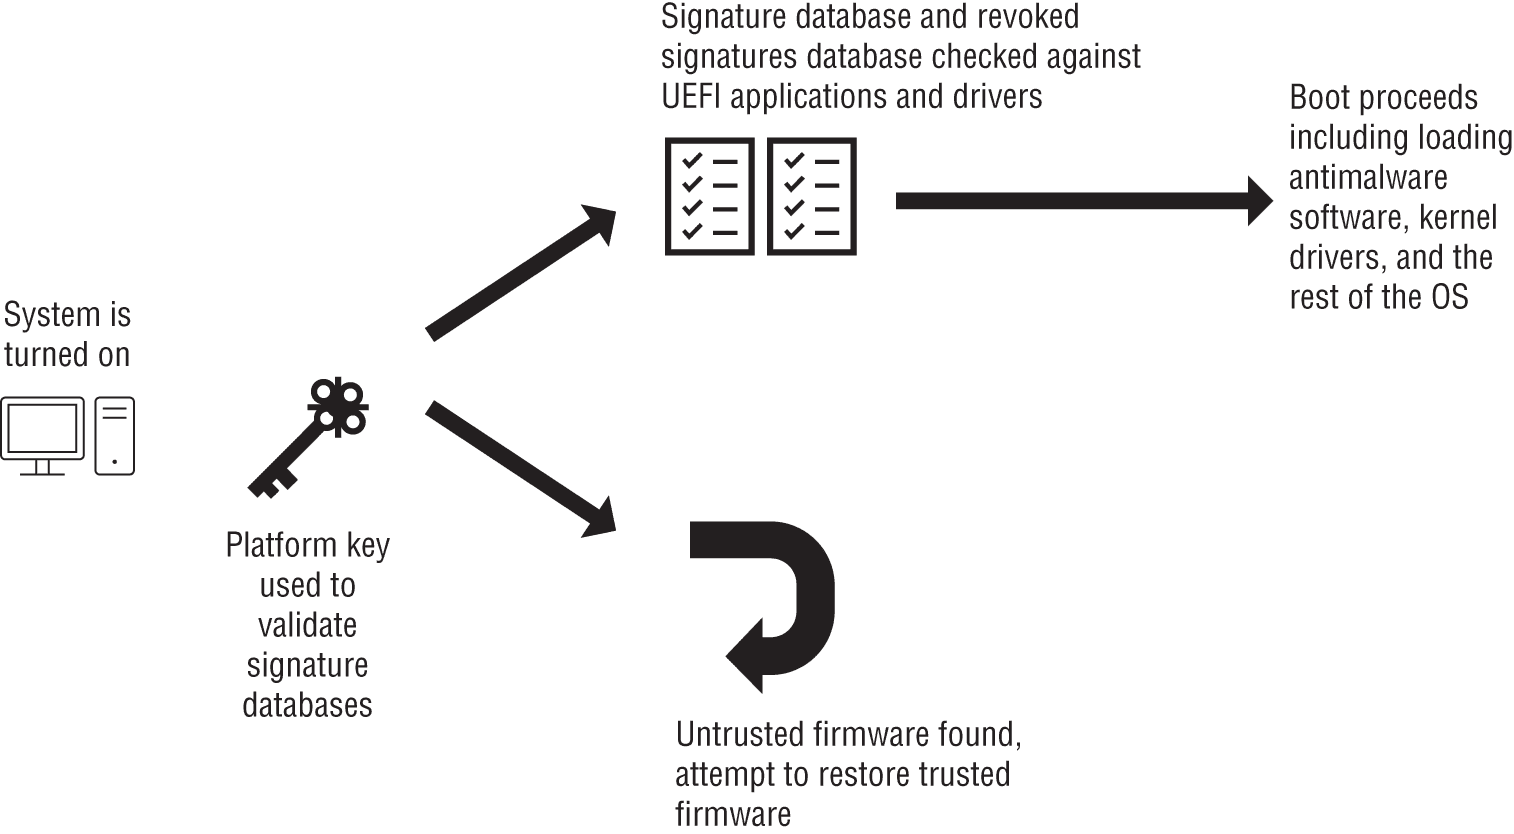 System is
turned on
Platform key
used to
validate
signature
databases
Signature database and revoked
signatures database checked against
UEFI applications and drivers
Boot proceeds
including loading
antimalware
software, kernel
drivers, and the
rest of the OS
Untrusted firmware found,
attempt to restore trusted
firmware